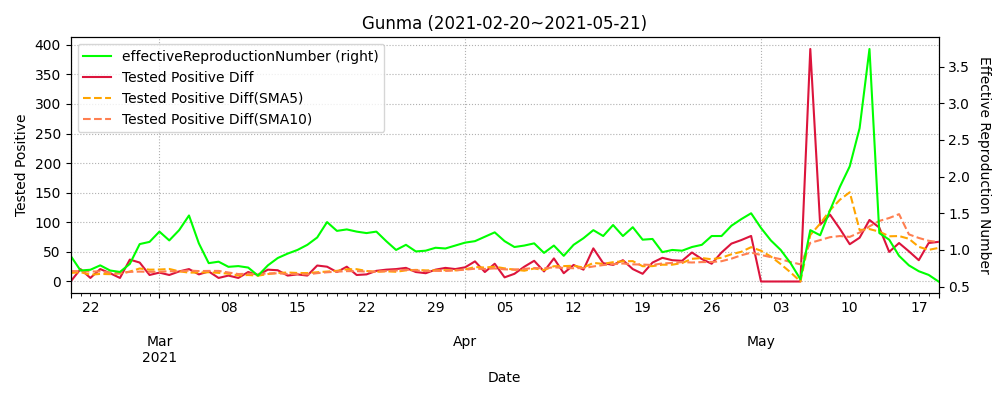 Gunma (2021-02-20~2021-05-21)
effectiveReproductionNumber (right)
Tested Positive Diff
Tested Positive Diff(SMA5)
Tested Positive Diff(SMA10)
Tested Positive
400
350
300
250
200
150
100
50
0
Effective Reproduction Number
3.5
3.0
2.5
2.0
1.5
1.0
0.5
22 08 15 22 29 05 12 19 26 03 10 17
Mar Apr May
2021
Date